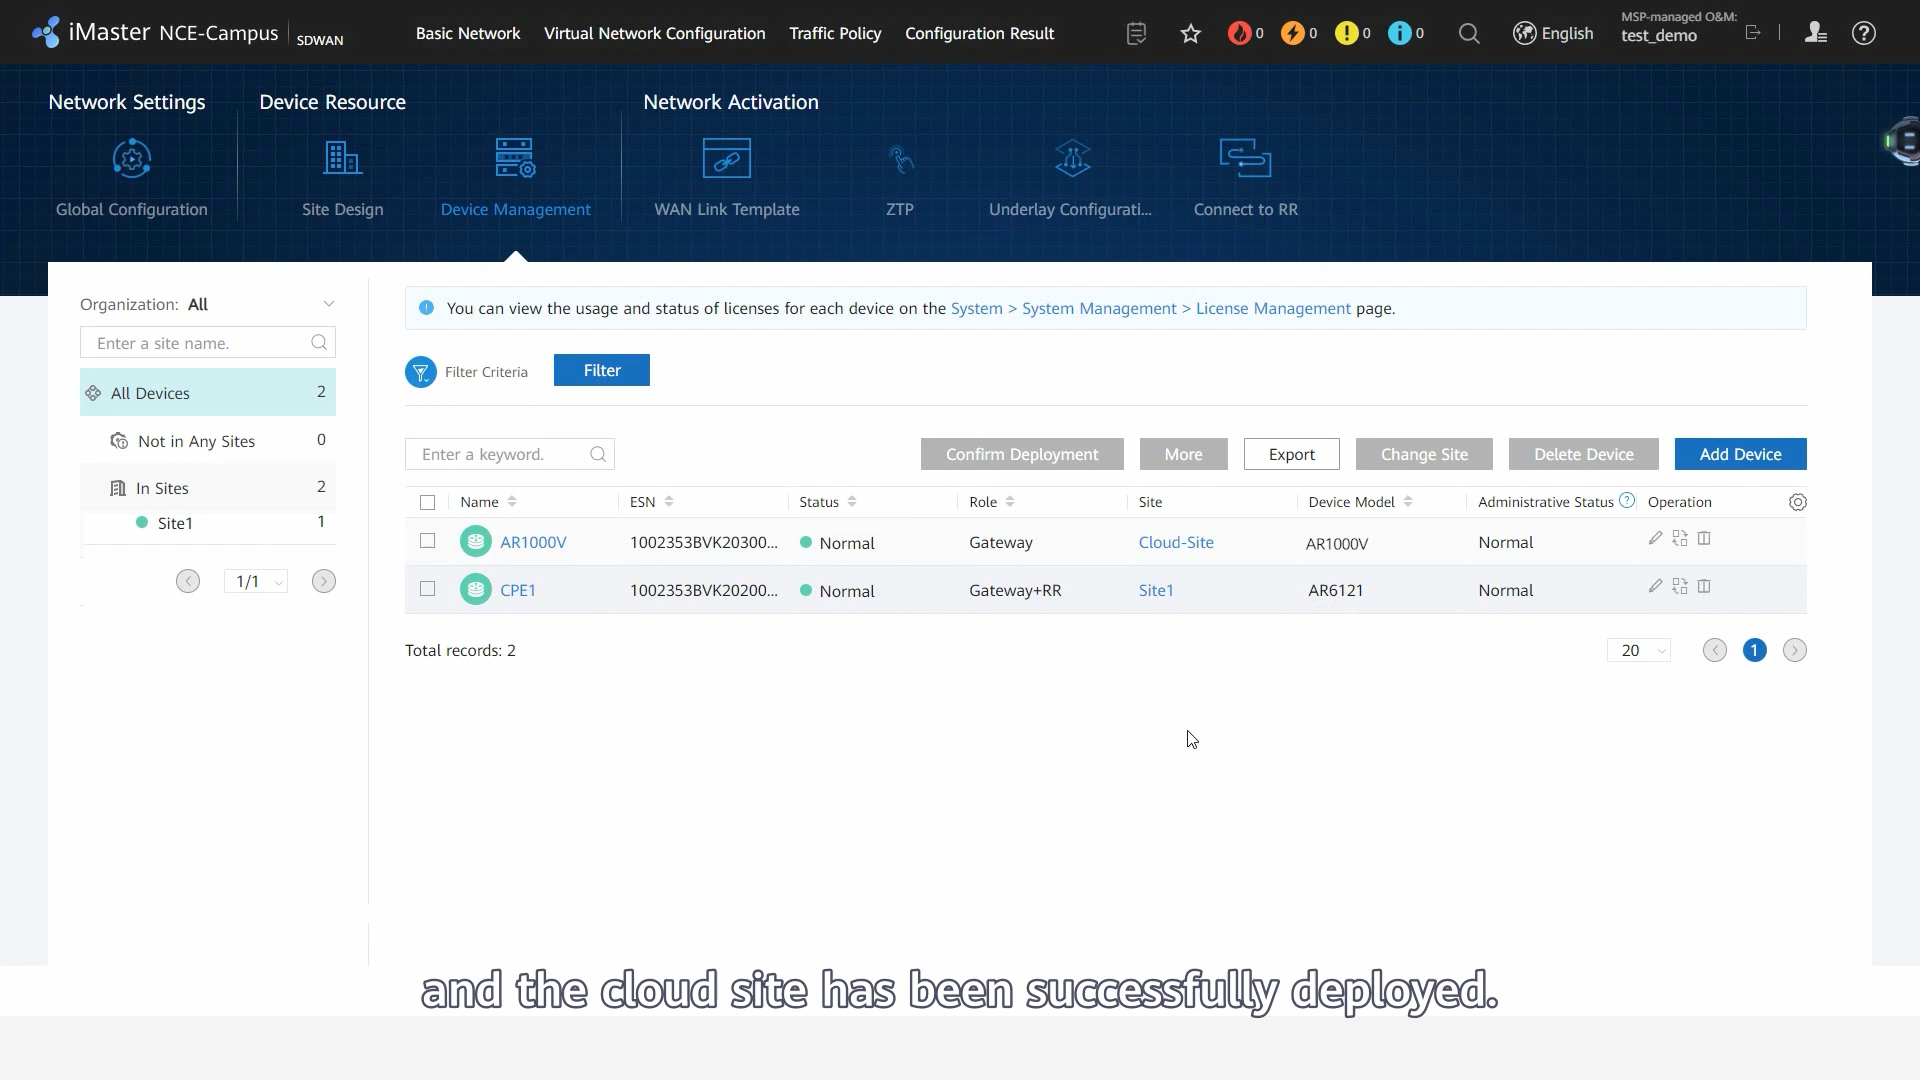 iMaster NCE-Campus SDWAN
Basic Network Virtual Network Configuration Traffic Policy Configuration Result
0 0 0 0
English
MSP-managed O&M:
test_demo
Network Settings Device Resource Network Activation
Global Configuration Site Design Device Management WAN Link Template ZTP Underlay Configurati... Connect to RR
Organization: All
Enter a site name.
All Devices 2
Not in Any Sites 0
In Sites 2
Site1 1
1/1
You can view the usage and status of licenses for each device on the System > System Management > License Management page.
Filter Criteria Filter
Enter a keyword. Confirm Deployment More Export Change Site Delete Device Add Device
Name ESN Status Role Site Device Model Administrative Status Operation
AR1000V 1002353BVK20300... Normal Gateway Cloud-Site AR1000V Normal
CPE1 1002353BVK20200... Normal Gateway+RR Site1 AR6121 Normal
Total records: 2 20 1
and the cloud site has been successfully deployed.